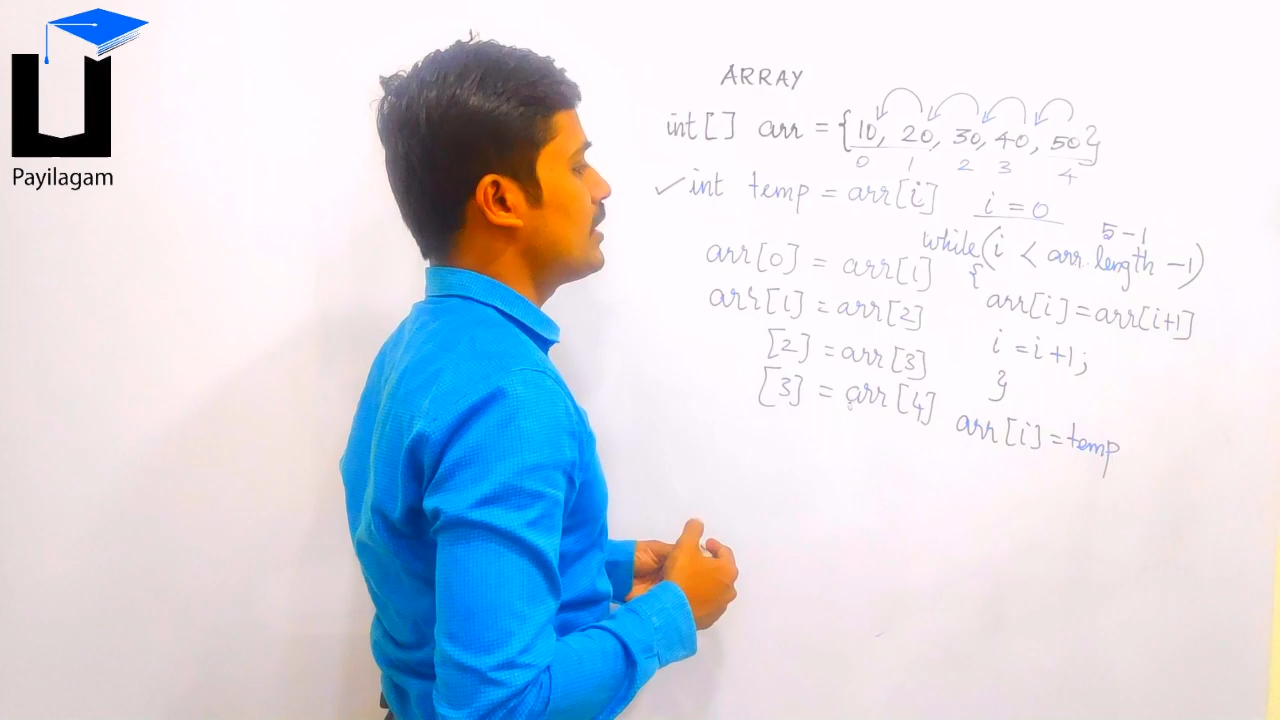 Payilagam
ARRAY
int[] arr = {10, 20, 30, 40, 50}
0 1 2 3 4
✓int temp = arr[i]
i = 0
5-1
while(i < arr.length -1)
{
arr[i]=arr[i+1]
i = i+1;
}
arr[i]=temp
arr[0] = arr[1]
arr[1] = arr[2]
[2] = arr[3]
[3] = arr[4]